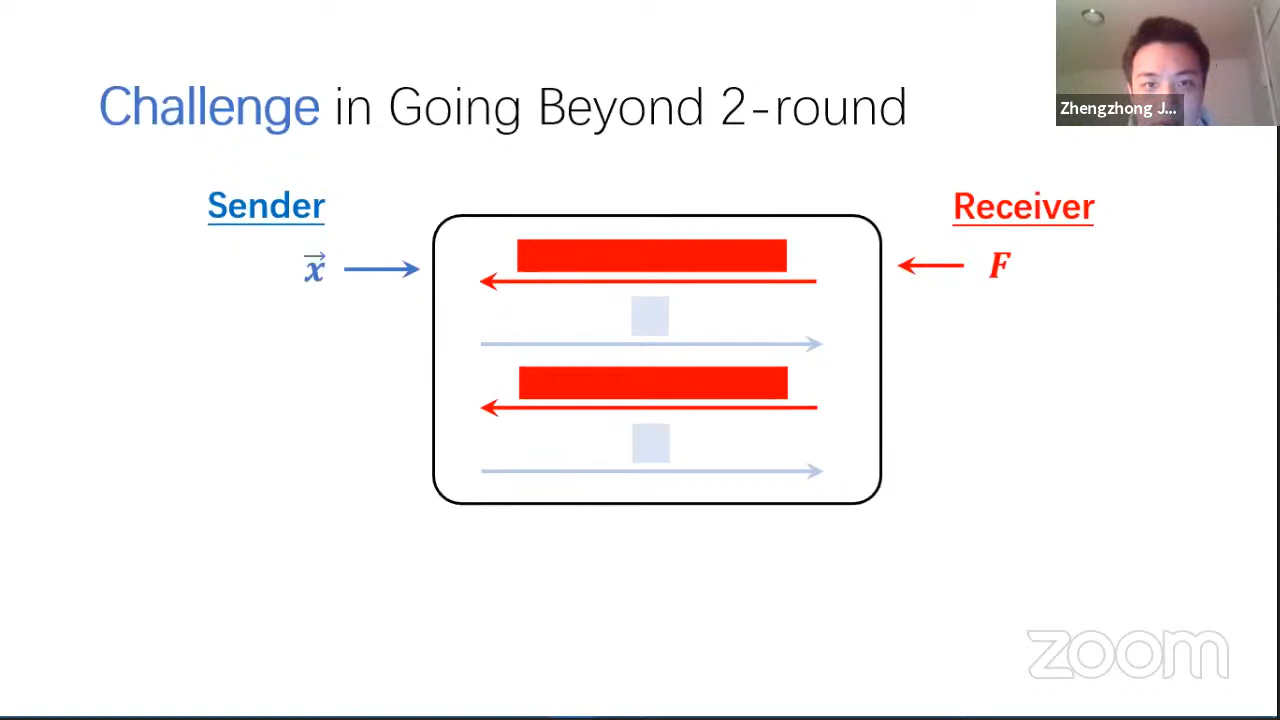 Challenge in Going Beyond 2-round
Zhengzhong J...
Sender
Receiver
x⃗
F
zoom